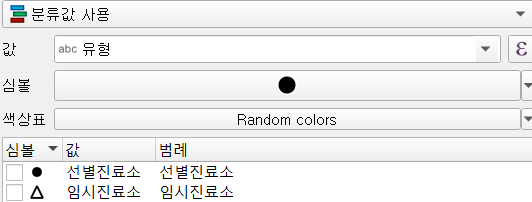 분류값 사용
값 abc 유형 ε
심볼
색상표 Random colors
심볼 값 범례
선별진료소 선별진료소
임시진료소 임시진료소